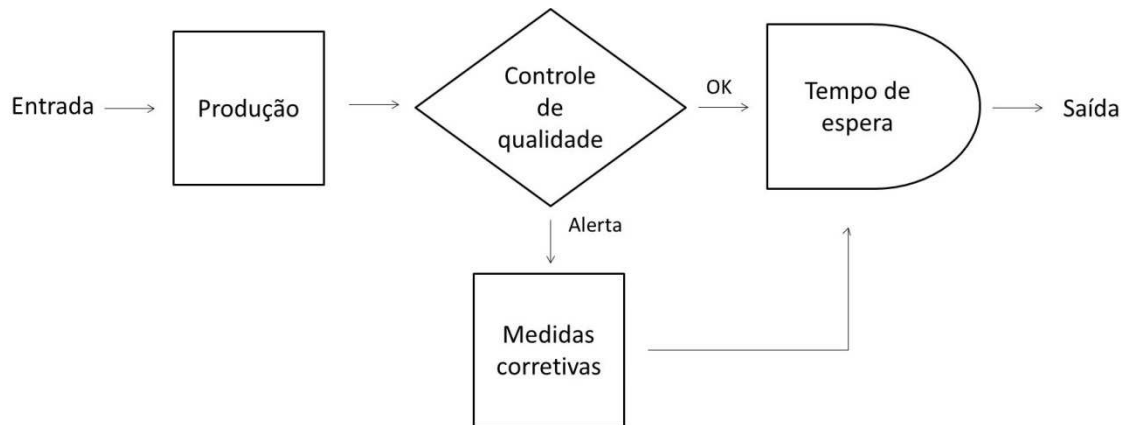 Entrada
Produção
Controle
de
qualidade
OK
Tempo de
espera
Saída
Alerta
Medidas
corretivas